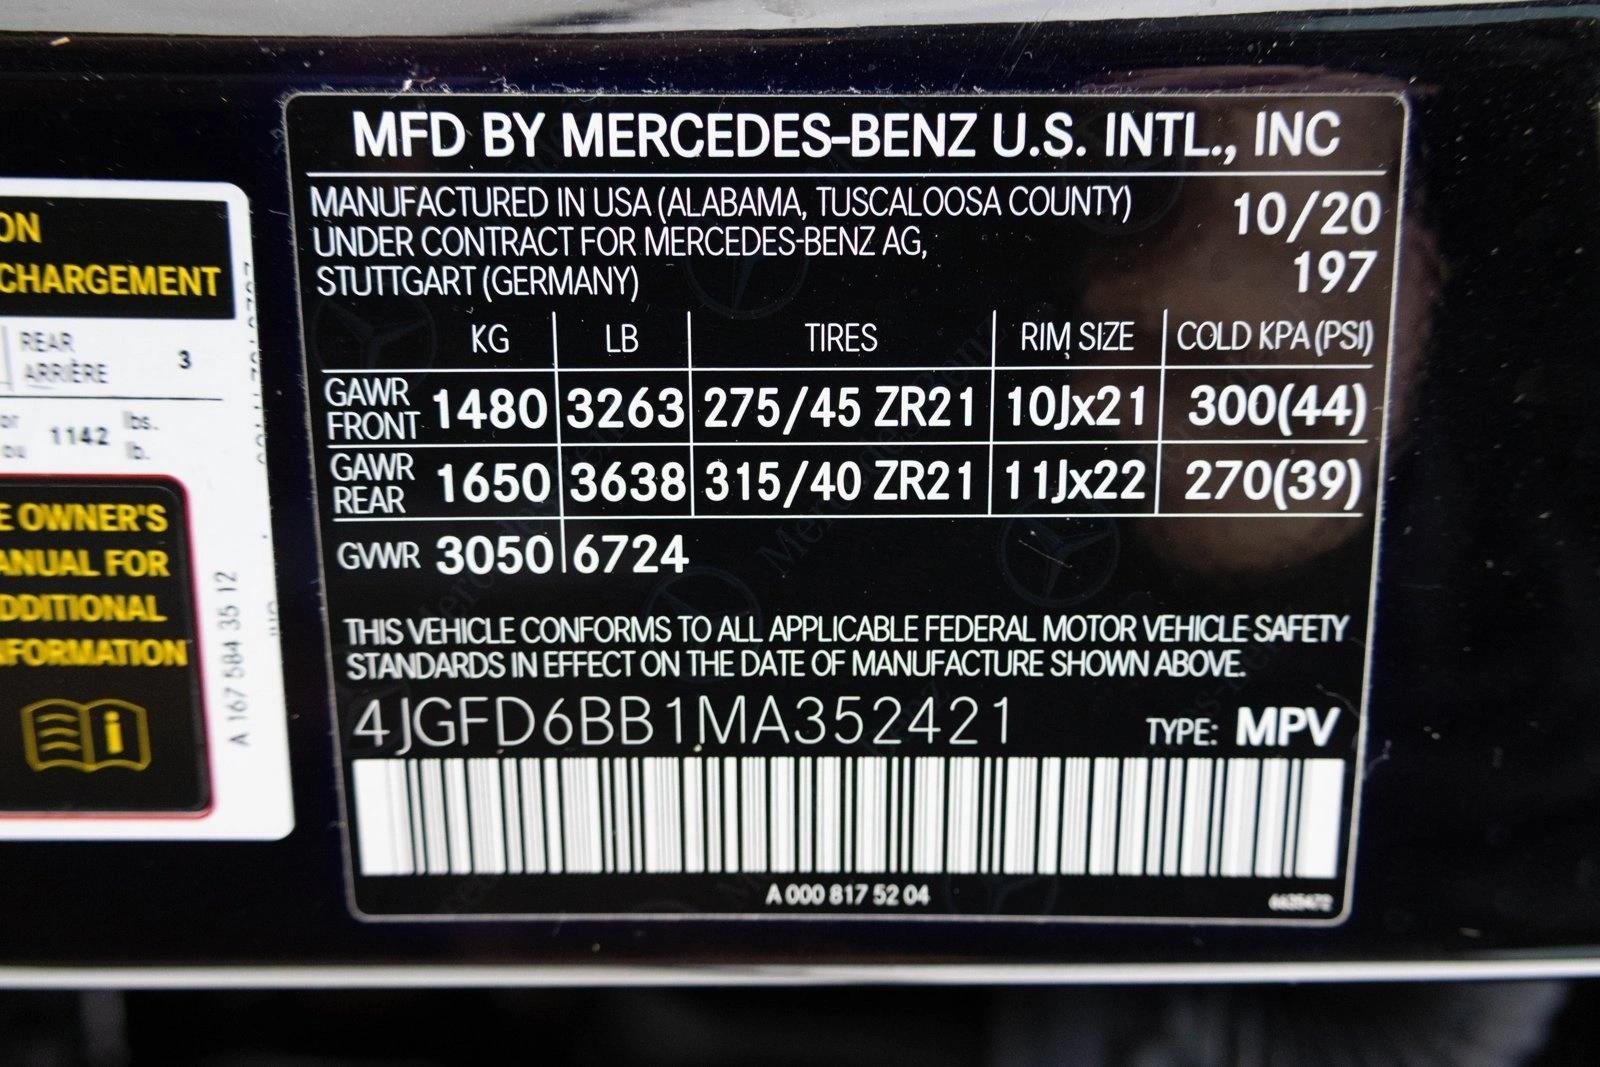 MFD BY MERCEDES-BENZ U.S. INTL., INC
MANUFACTURED IN USA (ALABAMA, TUSCALOOSA COUNTY)
UNDER CONTRACT FOR MERCEDES-BENZ AG,
STUTTGART (GERMANY)
10/20
197
KG LB TIRES RIM SIZE COLD KPA (PSI)
GAWR FRONT 1480 3263 275/45 ZR21 10Jx21 300(44)
GAWR REAR 1650 3638 315/40 ZR21 11Jx22 270(39)
GVWR 3050 6724
THIS VEHICLE CONFORMS TO ALL APPLICABLE FEDERAL MOTOR VEHICLE SAFETY
STANDARDS IN EFFECT ON THE DATE OF MANUFACTURE SHOWN ABOVE.
4JGFD6BB1MA352421 TYPE: MPV
A 000 817 52 04
ON
CHARGEMENT
REAR
ARRIÈRE 3
or 1142 lbs.
ou lb.
E OWNER'S
ANUAL FOR
DDITIONAL
NFORMATION
A 167 584 35 12